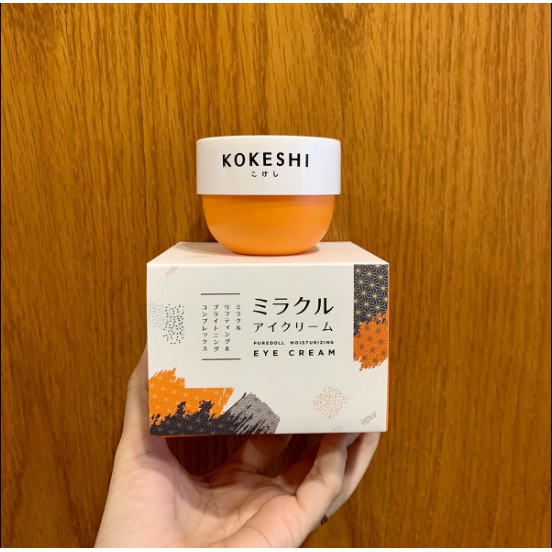 KOKESHI
こけし
ミラクル
アイクリーム
PUREDOLL MOISTURIZING
EYE CREAM
ミラクル
リフティング&
ブライトニング
コンプレックス